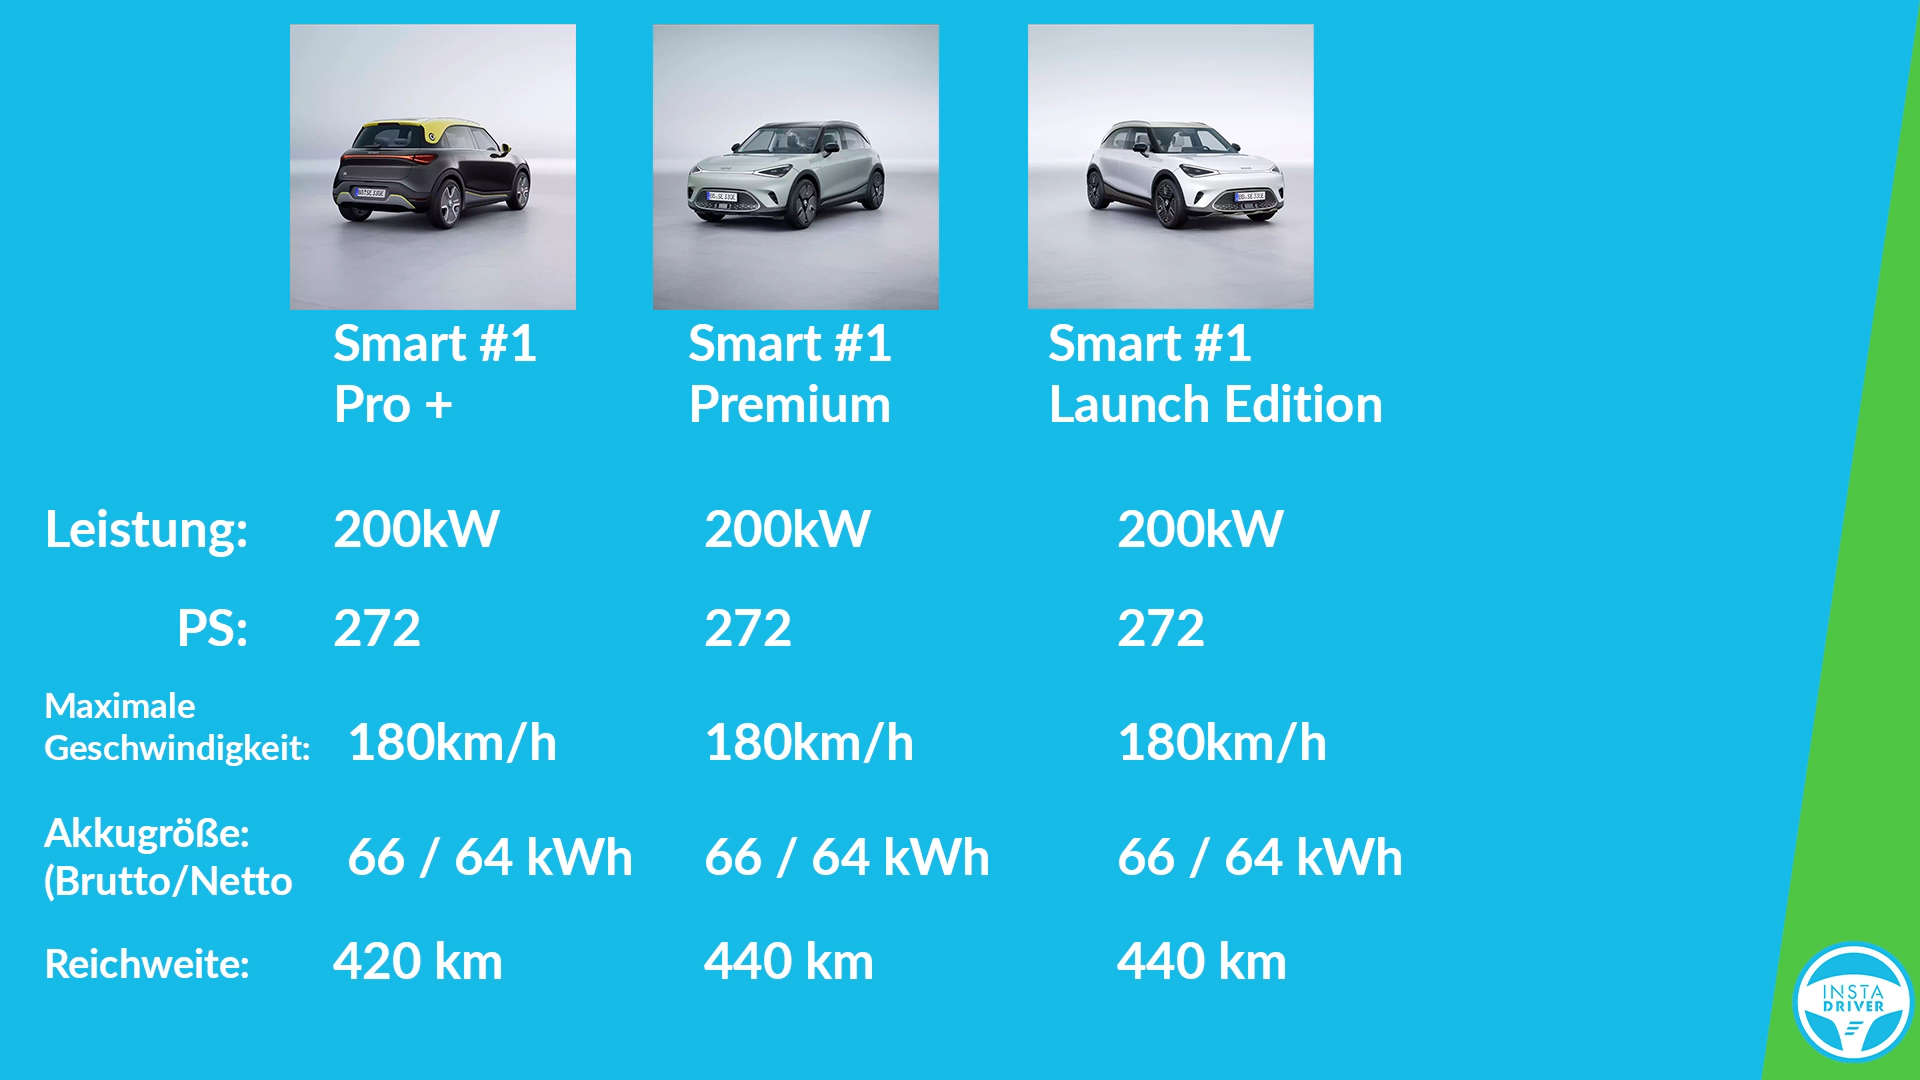 Smart #1
Pro +
Smart #1
Premium
Smart #1
Launch Edition
Leistung: 200kW 200kW 200kW
PS: 272 272 272
Maximale
Geschwindigkeit: 180km/h 180km/h 180km/h
Akkugröße:
(Brutto/Netto 66 / 64 kWh 66 / 64 kWh 66 / 64 kWh
Reichweite: 420 km 440 km 440 km
INSTA
DRIVER